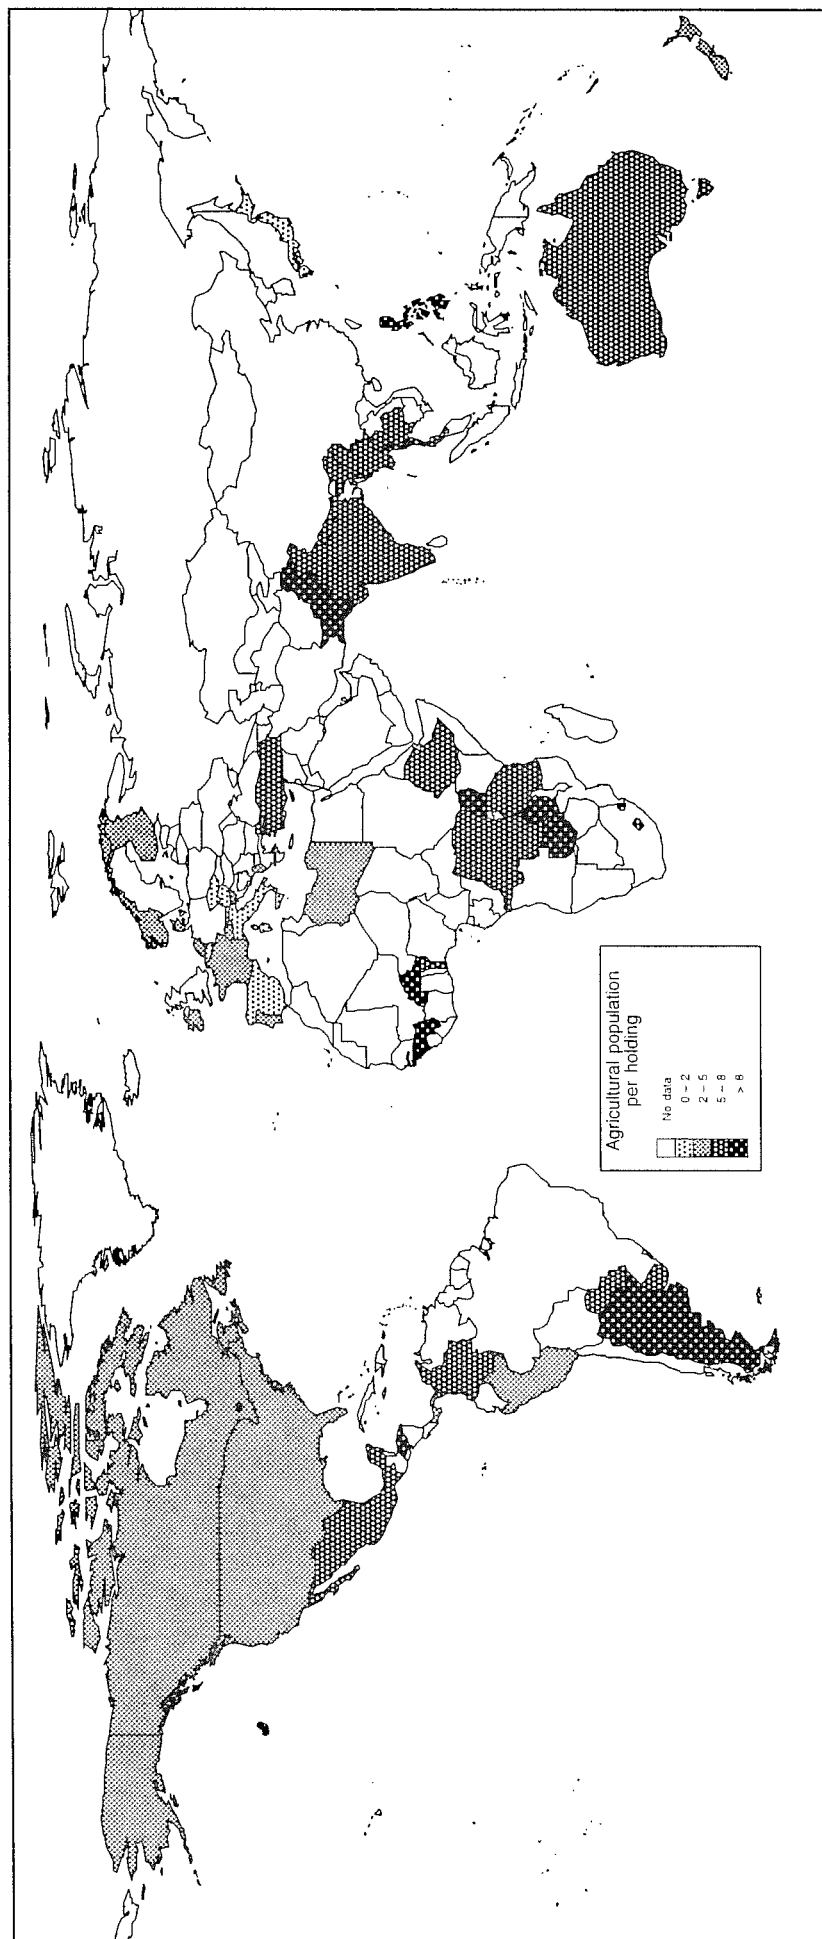 Agricultural population
per holding
No data
0 – 2
2 – 5
5 – 8
> 8